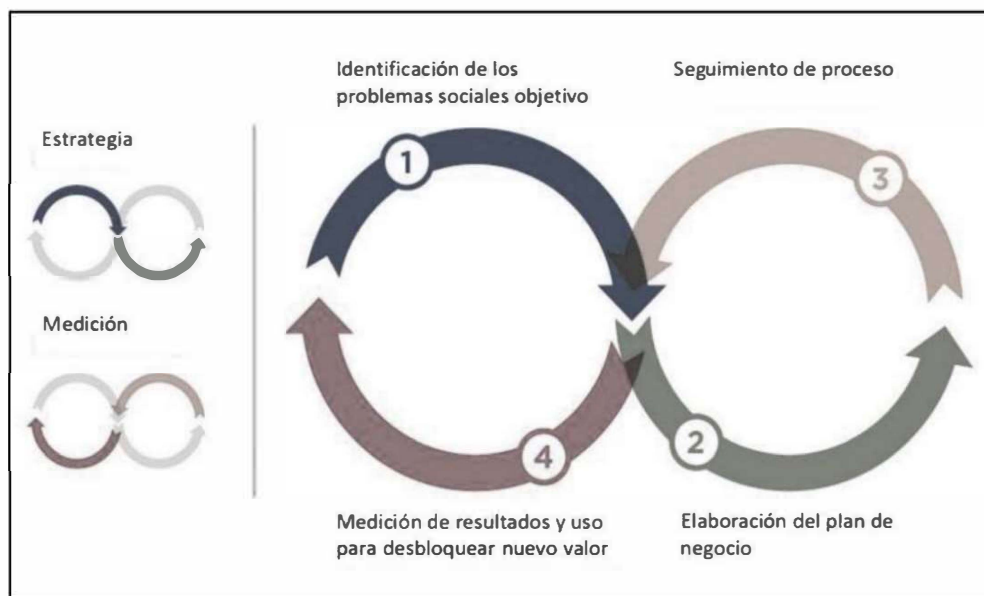 Estrategia
Medición
Identificación de los
problemas sociales objetivo
1
Seguimiento de proceso
3
4
2
Medición de resultados y uso
para desbloquear nuevo valor
Elaboración del plan de
negocio